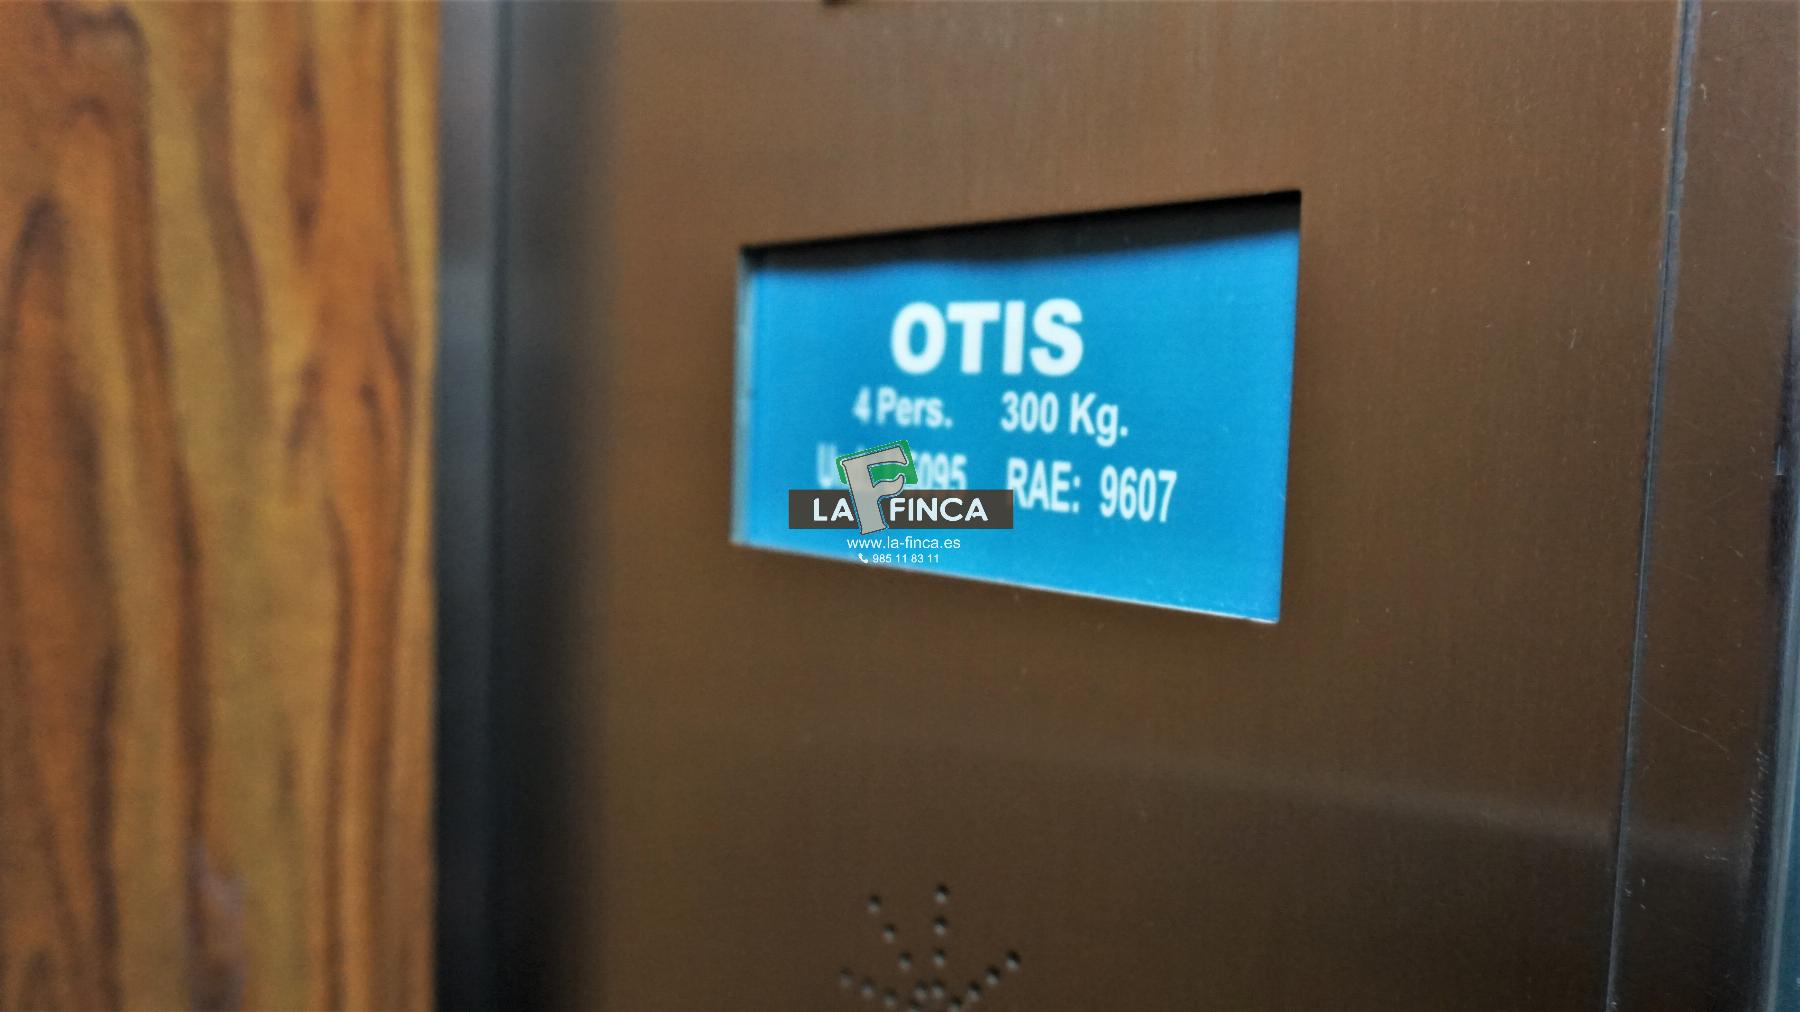 OTIS
4 Pers. 300 Kg.
RAE: 9607
LA FINCA
www.la-finca.es
985 11 83 11